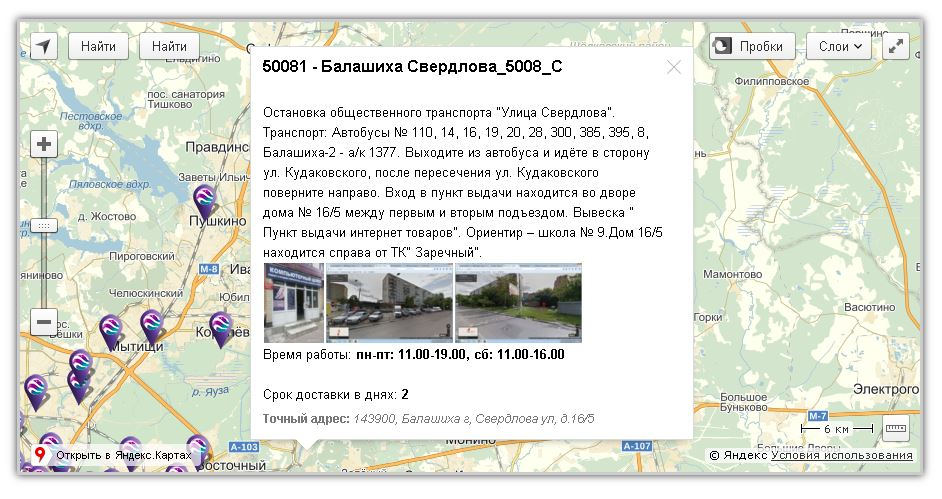 Найти
Найти
Пробки
Слои
50081 - Балашиха Свердлова_5008_С
Остановка общественного транспорта "Улица Свердлова".
Транспорт: Автобусы № 110, 14, 16, 19, 20, 28, 300, 385, 395, 8,
Балашиха-2 - а/к 1377. Выходите из автобуса и идёте в сторону
ул. Кудаковского, после пересечения ул. Кудаковского
поверните направо. Вход в пункт выдачи находится во дворе
дома № 16/5 между первым и вторым подъездом. Вывеска "
Пункт выдачи интернет товаров". Ориентир – школа № 9.Дом 16/5
находится справа от ТК" Заречный".
Время работы: пн-пт: 11.00-19.00, сб: 11.00-16.00
Срок доставки в днях: 2
Точный адрес: 143900, Балашиха г, Свердлова ул, д.16/5
Ельдигино
пос. санатория
Тишково
Пестовское
вдхр.
Правдинс
Заветы Ильич
Пяловское вдхр.
д. Жостово
Пушкино
Пироговский
М-8
Ива
Челюскинский
Юбил
Мытищи
р. Яуза
А-103
Восточный
Монино
А-107
Филипповское
Мамонтово
Горки
Васютино
Электрого
Большое
Буньково
М-7
6 км
Открыть в Яндекс.Картах
© Яндекс Условия использования